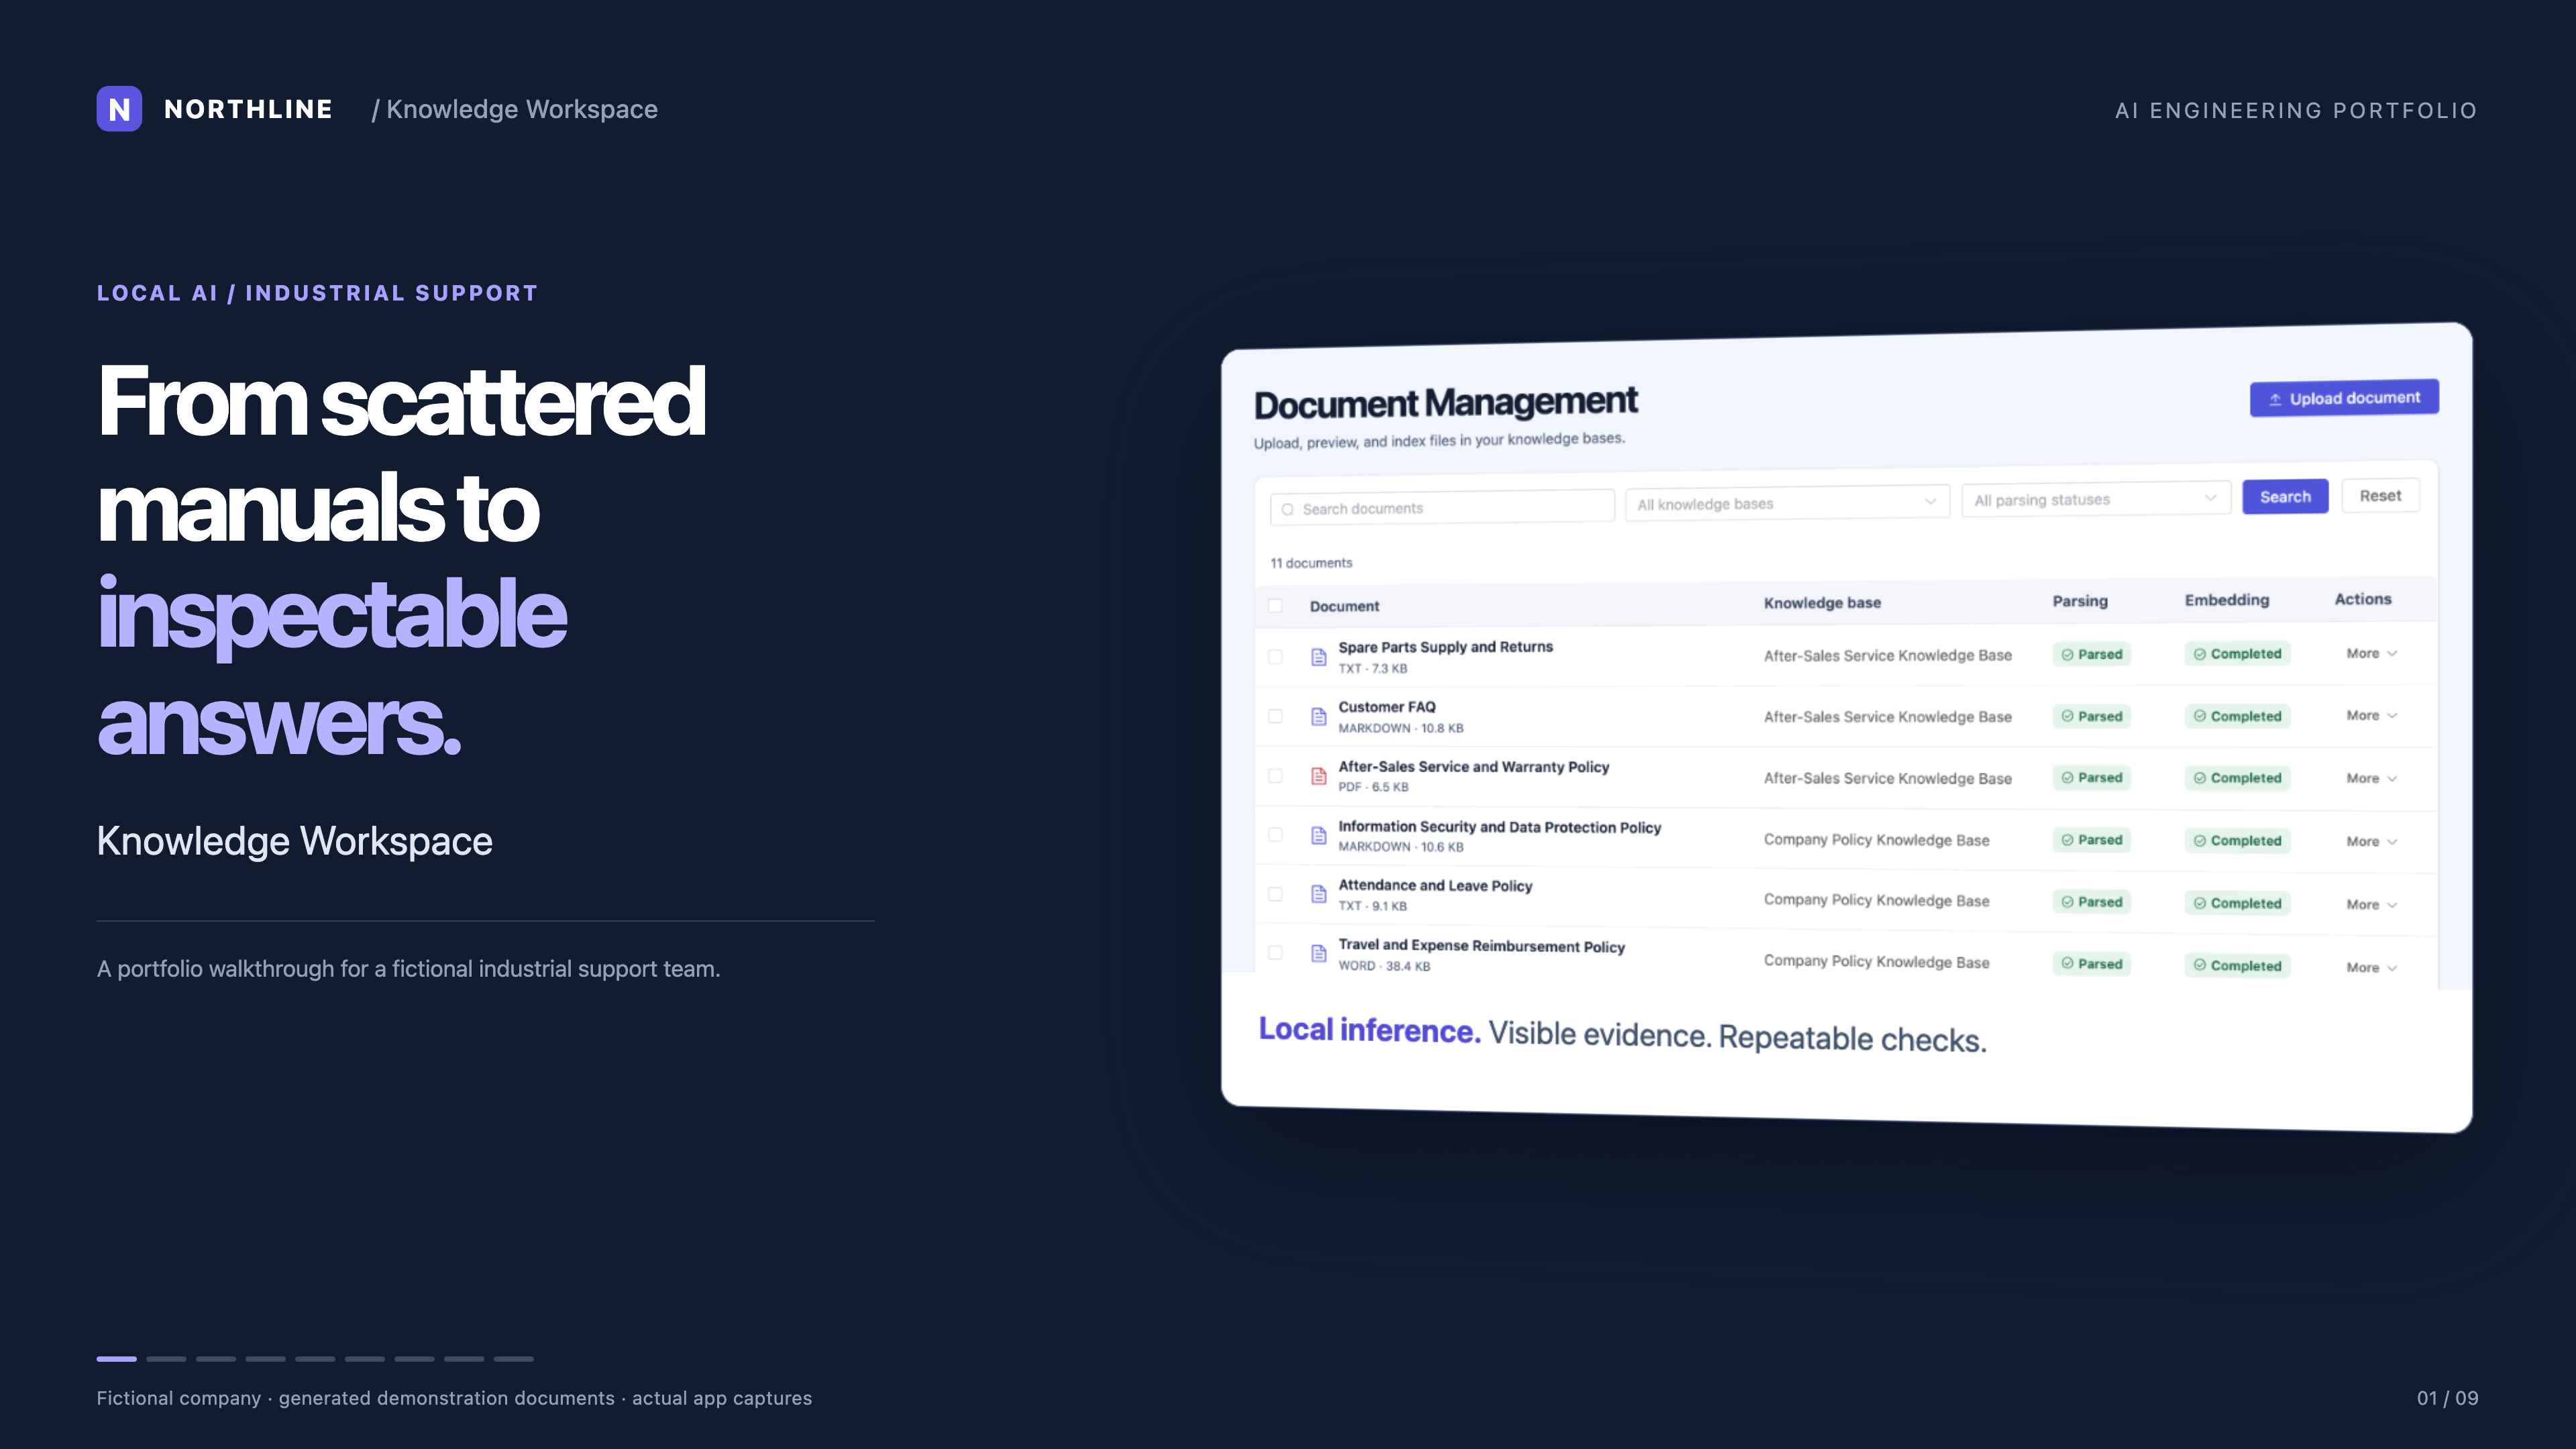 N NORTHLINE / Knowledge Workspace
AI ENGINEERING PORTFOLIO
LOCAL AI / INDUSTRIAL SUPPORT
From scattered
manuals to
inspectable
answers.
Knowledge Workspace
A portfolio walkthrough for a fictional industrial support team.
Document Management
Upload document
Upload, preview, and index files in your knowledge bases.
Search documents
All knowledge bases
All parsing statuses
Search
Reset
11 documents
Document Knowledge base Parsing Embedding Actions
Spare Parts Supply and Returns
TXT · 7.3 KB
After-Sales Service Knowledge Base Parsed Completed More
Customer FAQ
MARKDOWN · 10.8 KB
After-Sales Service Knowledge Base Parsed Completed More
After-Sales Service and Warranty Policy
PDF · 6.5 KB
After-Sales Service Knowledge Base Parsed Completed More
Information Security and Data Protection Policy
MARKDOWN · 10.6 KB
Company Policy Knowledge Base Parsed Completed More
Attendance and Leave Policy
TXT · 9.1 KB
Company Policy Knowledge Base Parsed Completed More
Travel and Expense Reimbursement Policy
WORD · 38.4 KB
Company Policy Knowledge Base Parsed Completed More
Local inference. Visible evidence. Repeatable checks.
Fictional company · generated demonstration documents · actual app captures
01 / 09